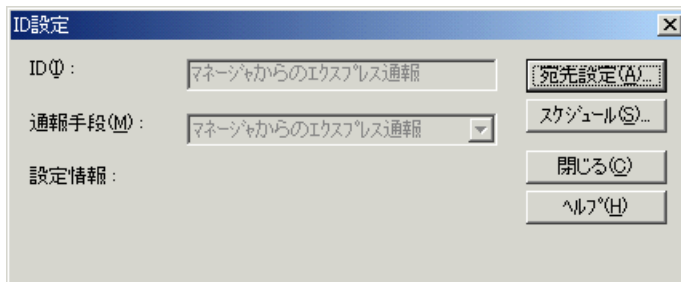 ID設定
ID(I) : マネージャからのエクスプレス通報
通報手段(M) : マネージャからのエクスプレス通報
設定情報 :
宛先設定(A)...
スケジュール(S)...
閉じる(C)
ヘルプ(H)